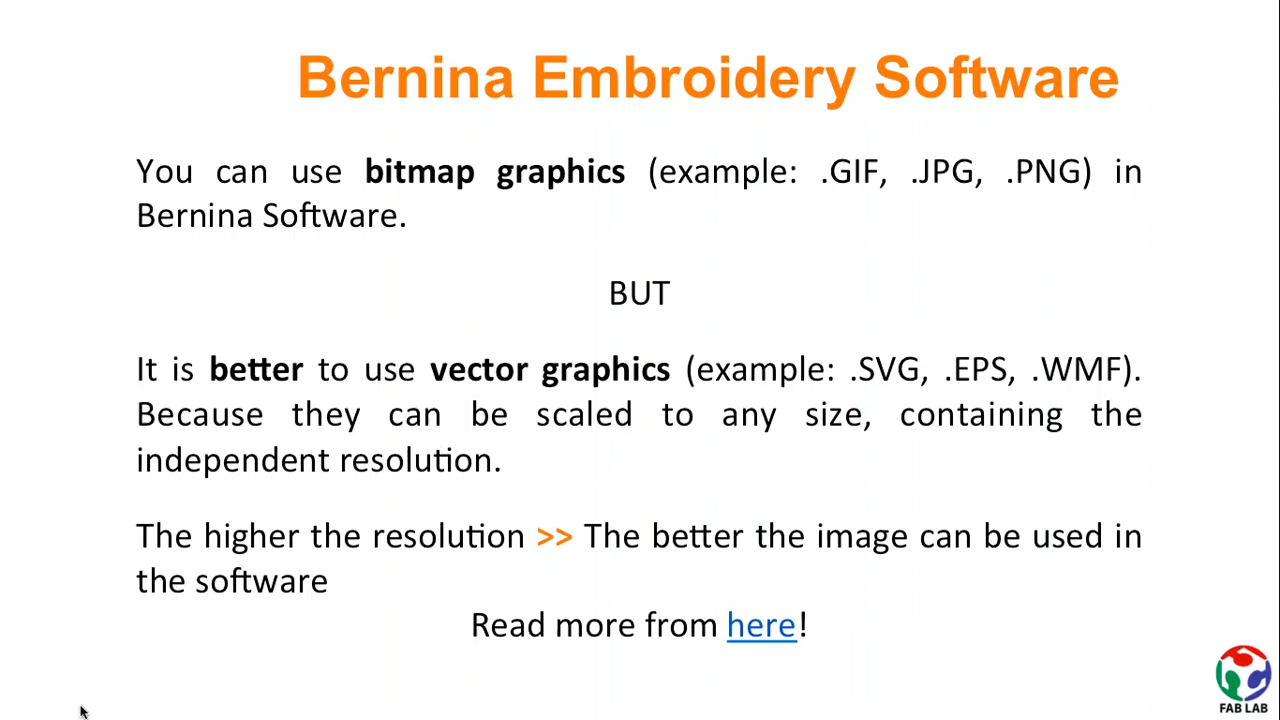 Bernina Embroidery Software
You can use bitmap graphics (example: .GIF, .JPG, .PNG) in
Bernina Software.
BUT
It is better to use vector graphics (example: .SVG, .EPS, .WMF).
Because they can be scaled to any size, containing the
independent resolution.
The higher the resolution >> The better the image can be used in
the software
Read more from here!
FAB LAB